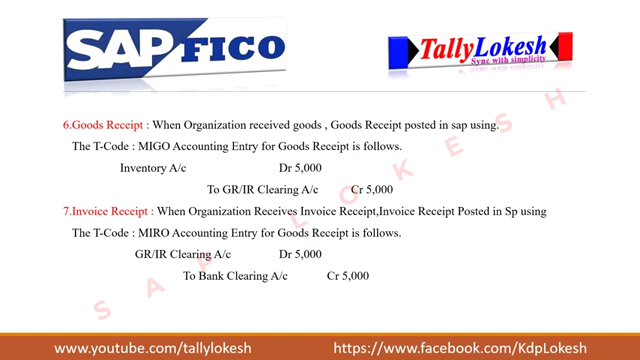 SAP FICO
TallyLokesh
Sync with simplicity
6.Goods Receipt : When Organization received goods , Goods Receipt posted in sap using.
The T-Code : MIGO Accounting Entry for Goods Receipt is follows.
Inventory A/c Dr 5,000
To GR/IR Clearing A/c Cr 5,000
7.Invoice Receipt : When Organization Receives Invoice Receipt,Invoice Receipt Posted in Sp using
The T-Code : MIRO Accounting Entry for Goods Receipt is follows.
GR/IR Clearing A/c Dr 5,000
To Bank Clearing A/c Cr 5,000
SAP LOKESH
www.youtube.com/tallylokesh https://www.facebook.com/KdpLokesh